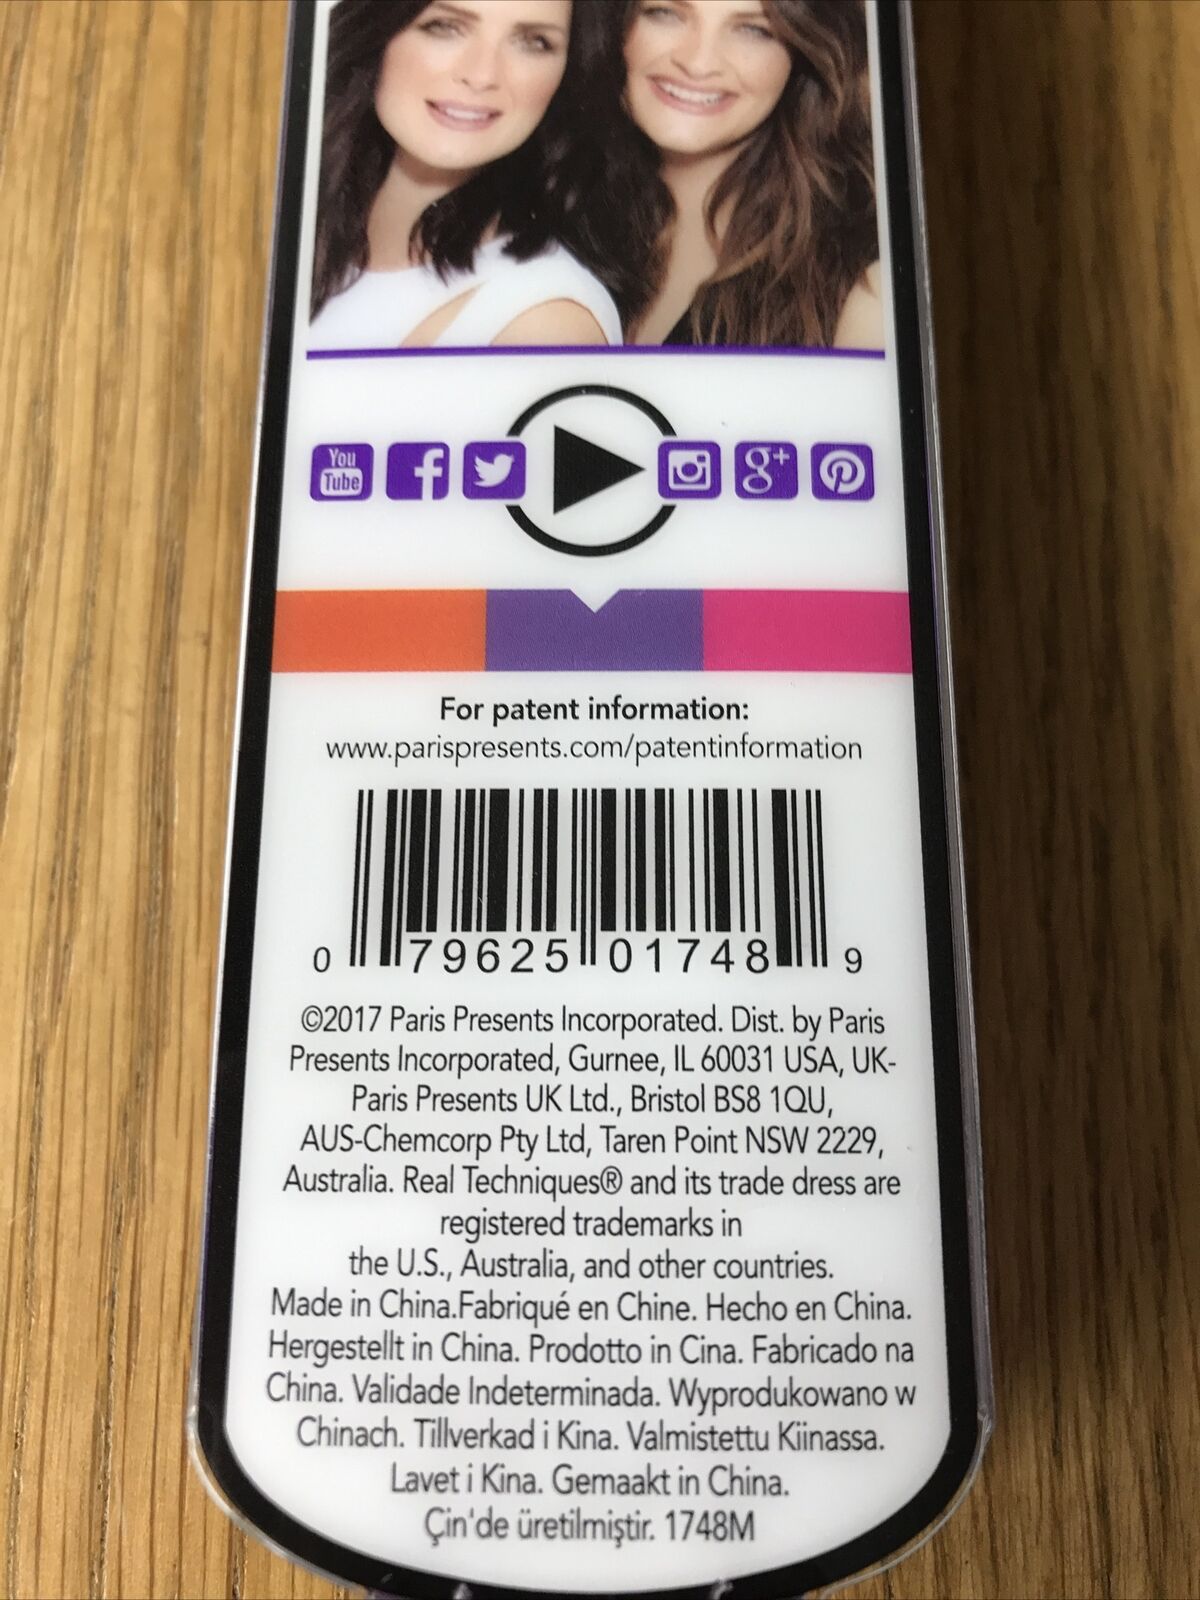 You
Tube
f
g+
For patent information:
www.parispresents.com/patentinformation
0 79625 01748 9
©2017 Paris Presents Incorporated. Dist. by Paris
Presents Incorporated, Gurnee, IL 60031 USA, UK-
Paris Presents UK Ltd., Bristol BS8 1QU,
AUS-Chemcorp Pty Ltd, Taren Point NSW 2229,
Australia. Real Techniques® and its trade dress are
registered trademarks in
the U.S., Australia, and other countries.
Made in China.Fabriqué en Chine. Hecho en China.
Hergestellt in China. Prodotto in Cina. Fabricado na
China. Validade Indeterminada. Wyprodukowano w
Chinach. Tillverkad i Kina. Valmistettu Kiinassa.
Lavet i Kina. Gemaakt in China.
Çin'de üretilmiştir. 1748M